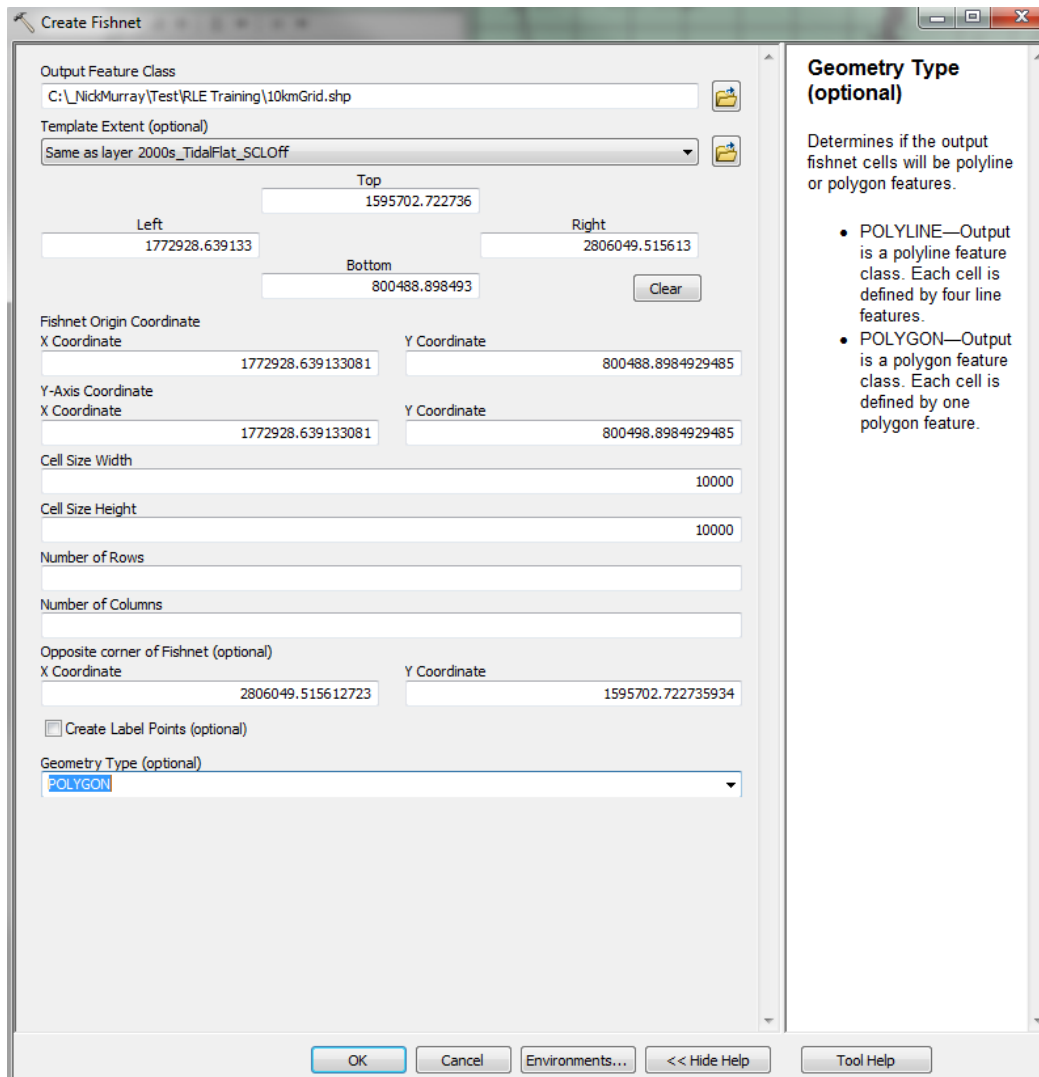 Create Fishnet
Output Feature Class
C:\_NickMurray\Test\RLE Training\10kmGrid.shp
Template Extent (optional)
Same as layer 2000s_TidalFlat_SCLOff
Top
1595702.722736
Left
Right
1772928.639133
2806049.515613
Bottom
800488.898493
Clear
Fishnet Origin Coordinate
X Coordinate
Y Coordinate
1772928.639133081
800488.8984929485
Y-Axis Coordinate
X Coordinate
Y Coordinate
1772928.639133081
800498.8984929485
Cell Size Width
10000
Cell Size Height
10000
Number of Rows
Number of Columns
Opposite corner of Fishnet (optional)
X Coordinate
Y Coordinate
2806049.515612723
1595702.722735934
Create Label Points (optional)
Geometry Type (optional)
POLYGON
OK
Cancel
Environments...
<< Hide Help
Tool Help
Geometry Type
(optional)
Determines if the output
fishnet cells will be polyline
or polygon features.
• POLYLINE—Output
is a polyline feature
class. Each cell is
defined by four line
features.
• POLYGON—Output
is a polygon feature
class. Each cell is
defined by one
polygon feature.